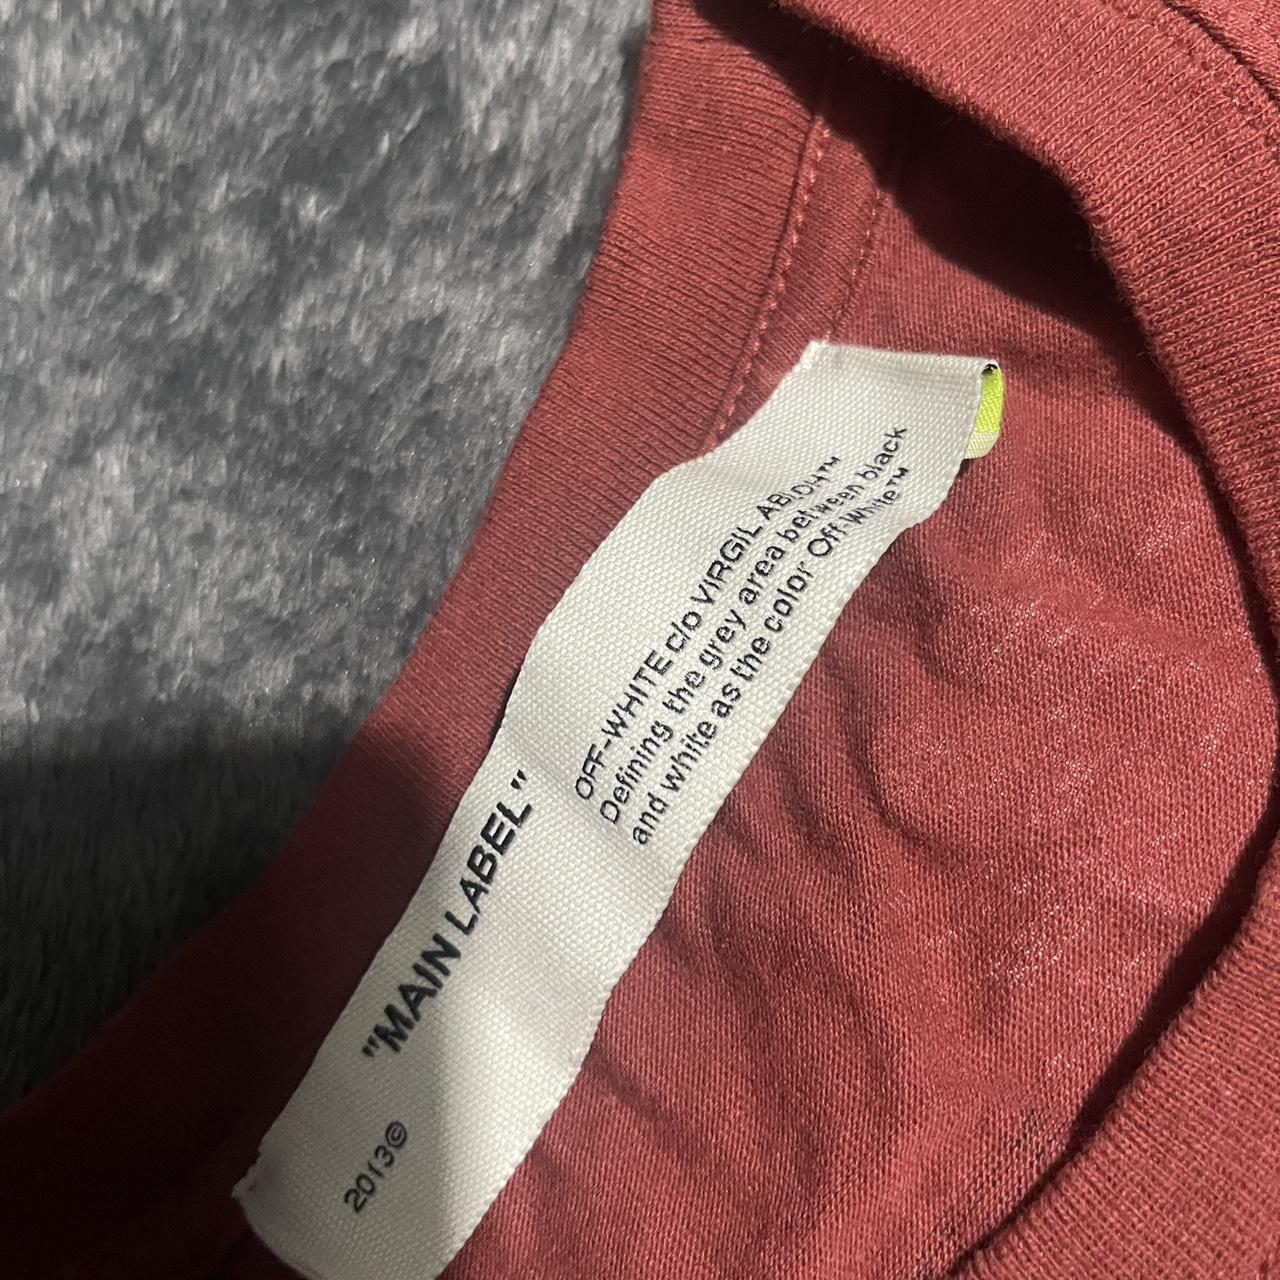 OFF-WHITE c/o VIRGIL ABLOH™
Defining the grey area between black
and white as the color Off-White™
"MAIN LABEL"
2013©